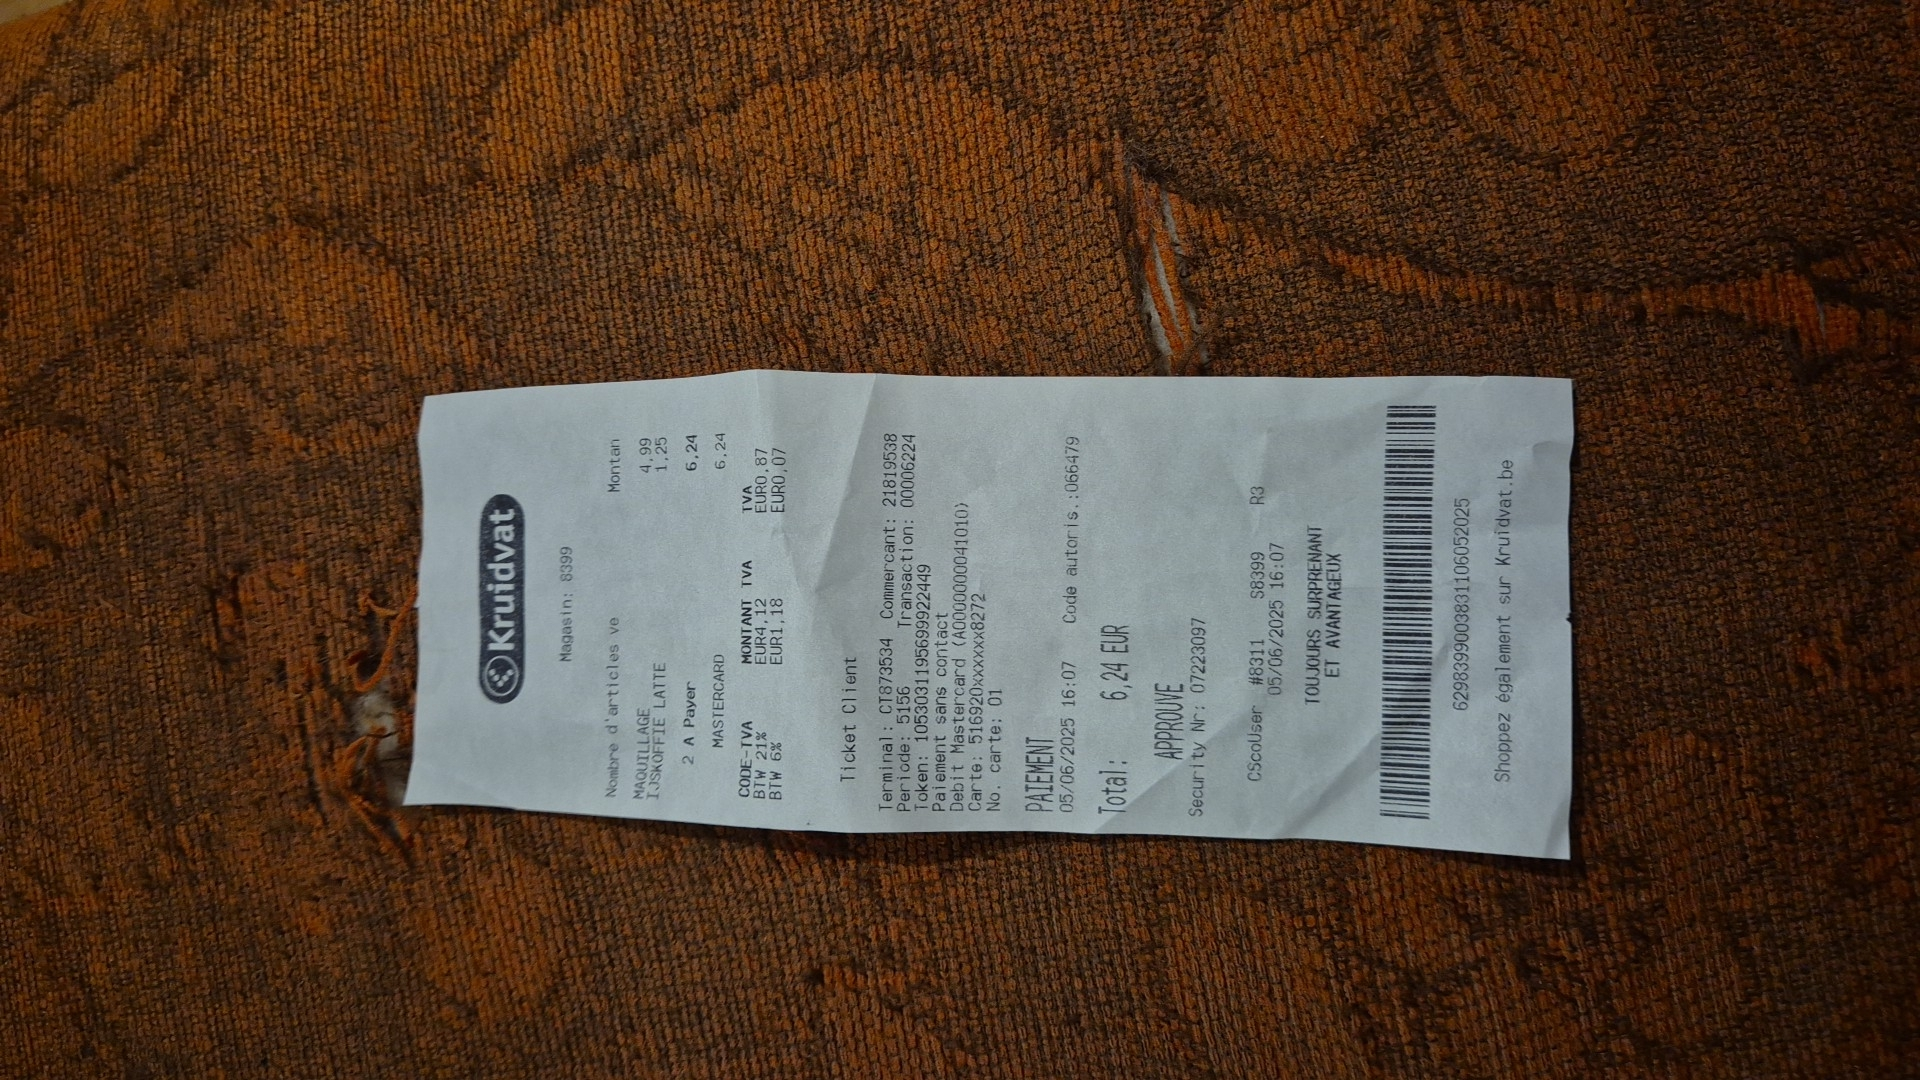 Kruidvat
Magasin: 8399
Nombre d'articles ve Montan
MAQUILLAGE 4,99
IJSKOFFIE LATTE 1,25
2 A Payer 6,24
MASTERCARD 6,24
CODE-TVA MONTANT TVA TVA
BTW 21% EUR4,12 EUR0,87
BTW 6% EUR1,18 EUR0,07
Ticket Client
Terminal: CT873534 Commercant: 21819538
Periode: 5156 Transaction: 00006224
Token: 1053031195699922449
Paiement sans contact
Debit Mastercard (A0000000041010)
Carte: 516920xxxxxx8272
No. carte: 01
PAIEMENT
05/06/2025 16:07 Code autoris.:066479
Total: 6,24 EUR
APPROUVE
Security Nr: 07223097
CScoUser #8311 S8399 R3
05/06/2025 16:07
TOUJOURS SURPRENANT
ET AVANTAGEUX
6298399003831106052025
Shoppez également sur Kruidvat.be